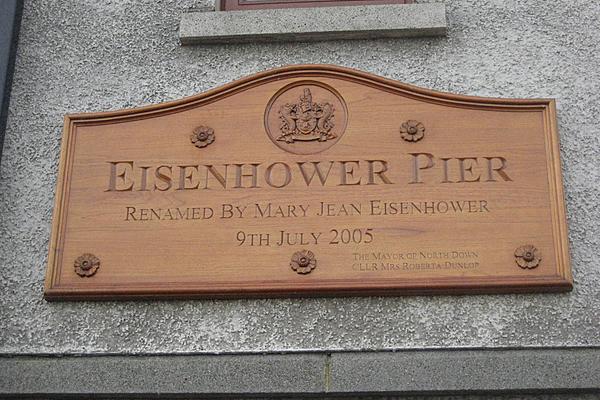 EISENHOWER PIER
RENAMED BY MARY JEAN EISENHOWER
9TH JULY 2005
THE MAYOR OF NORTH DOWN
CLLR MRS ROBERTA DUNLOP